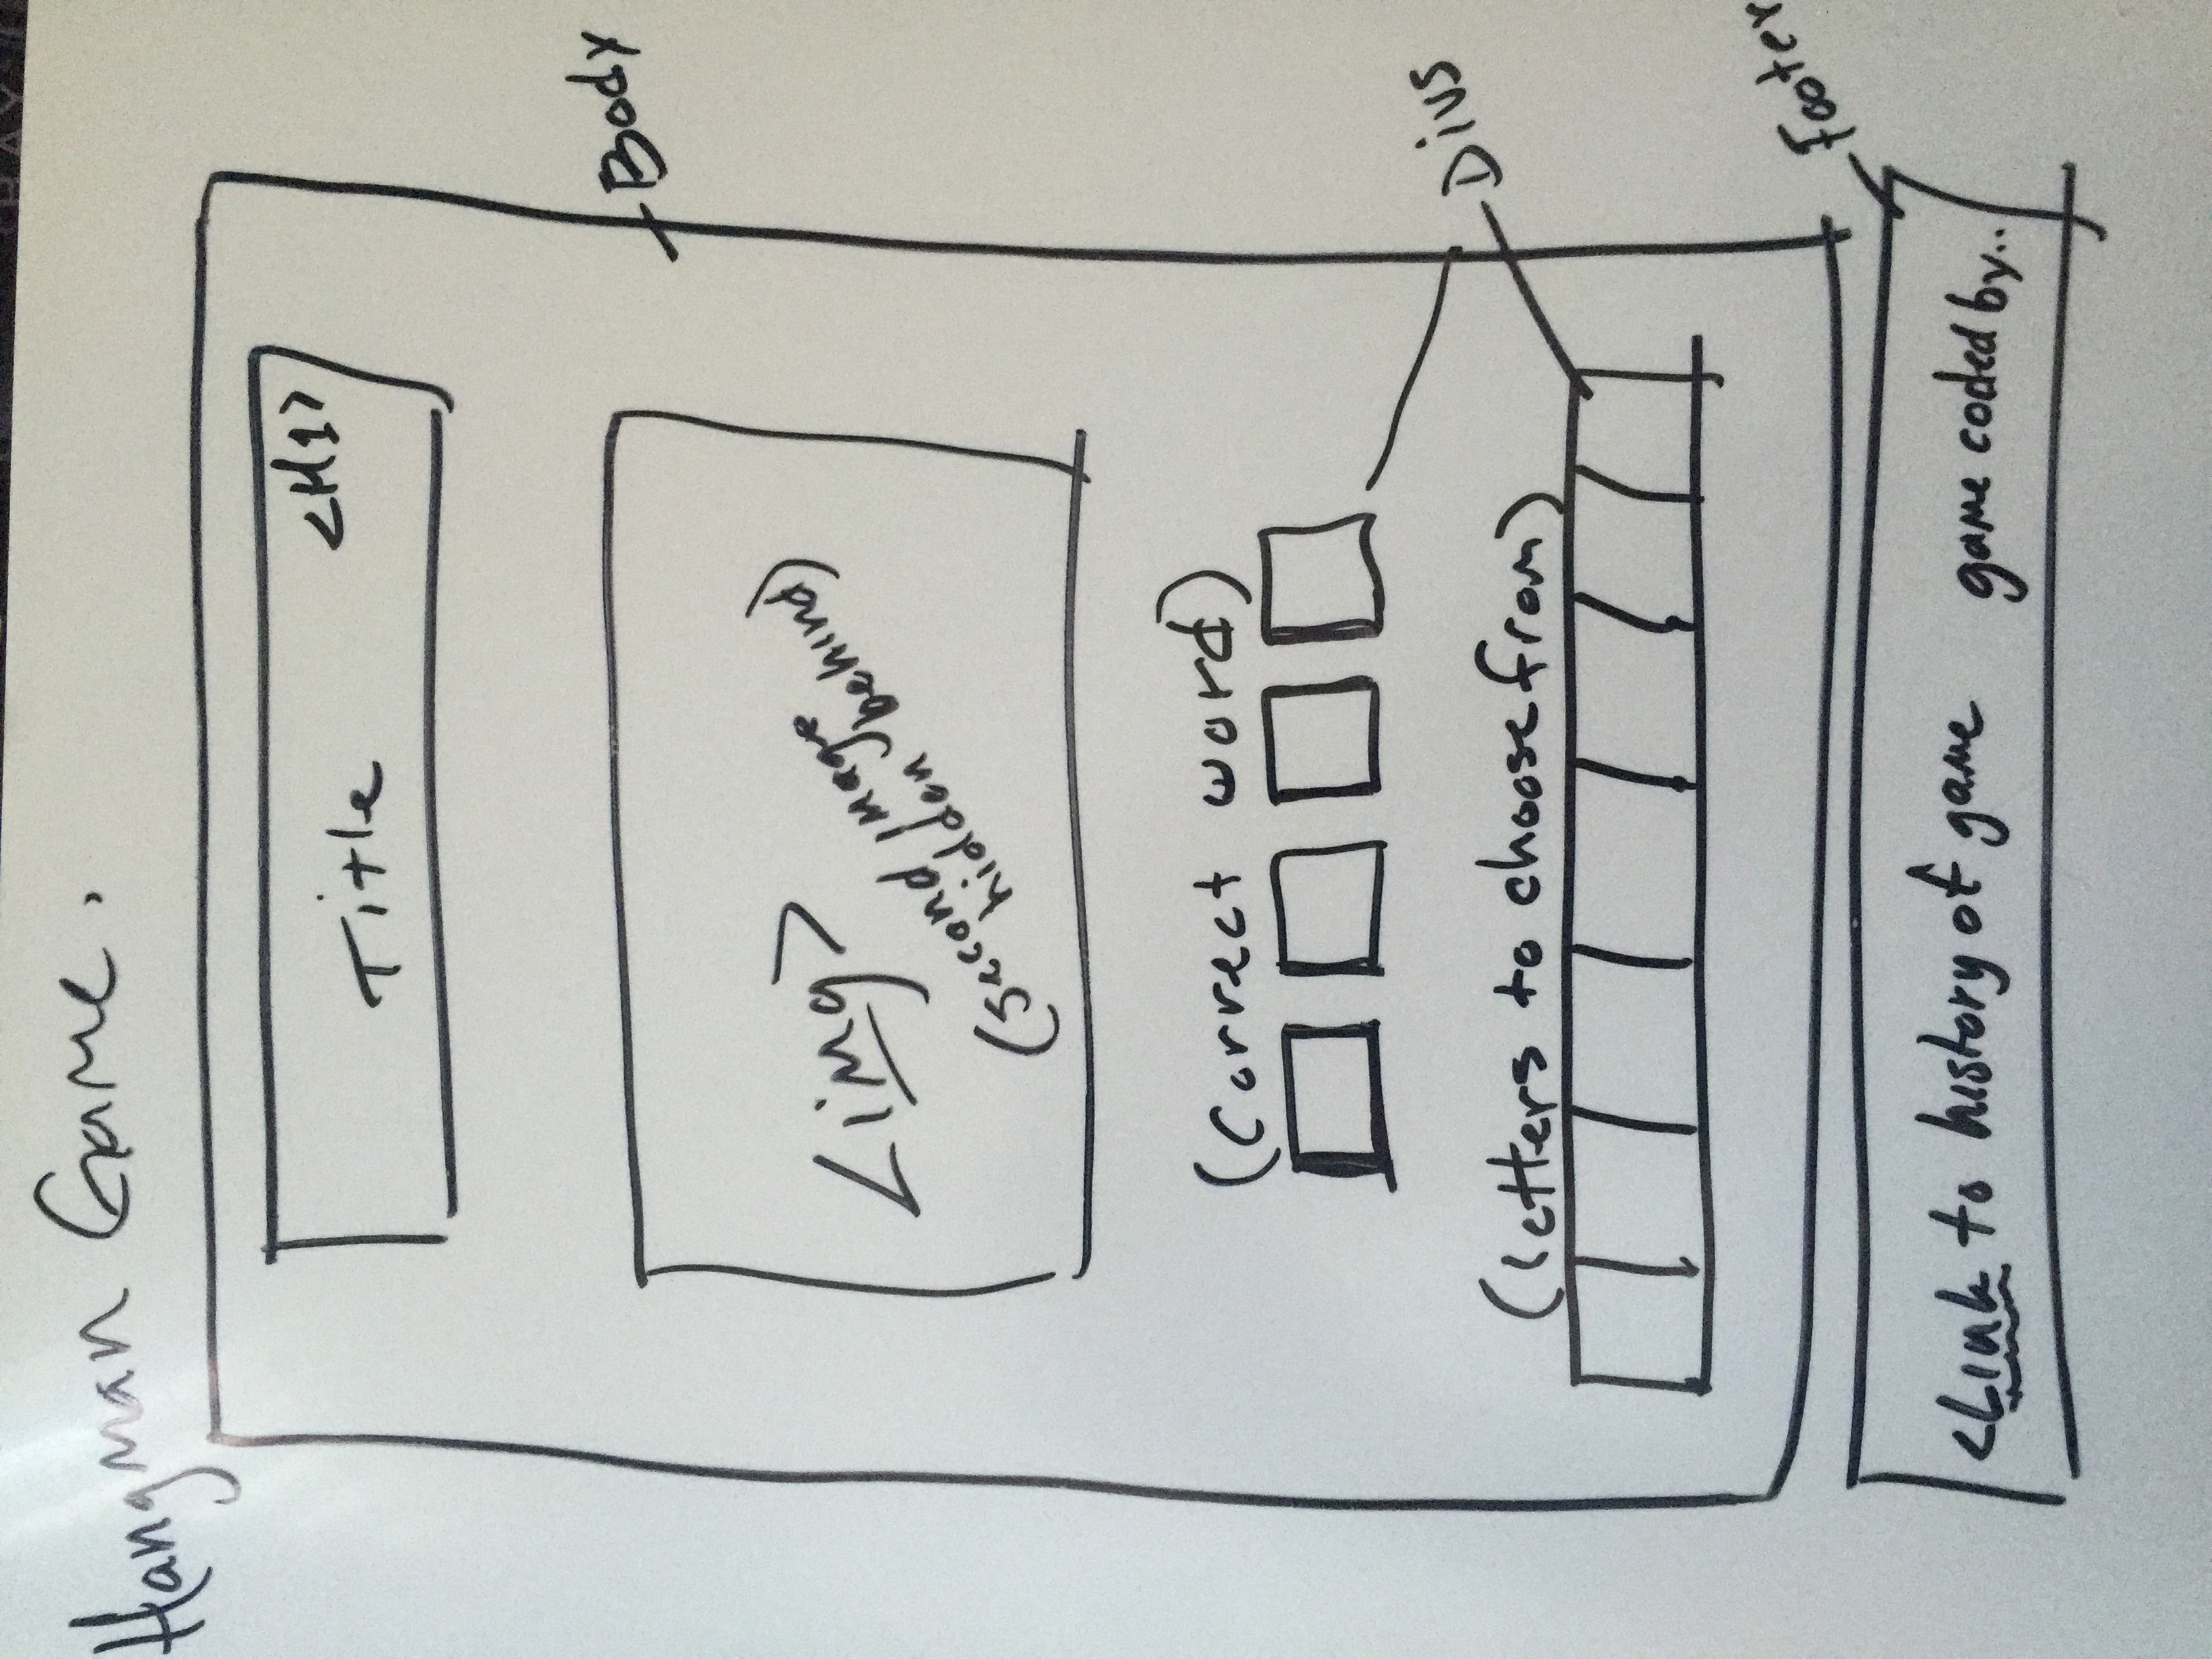 Hangman Game.
Title
<H1>
Body
<img>
(second image
hidden behind)
(correct word)
Divs
(letters to choose from)
Footer
<Link to history of game
game coded by..